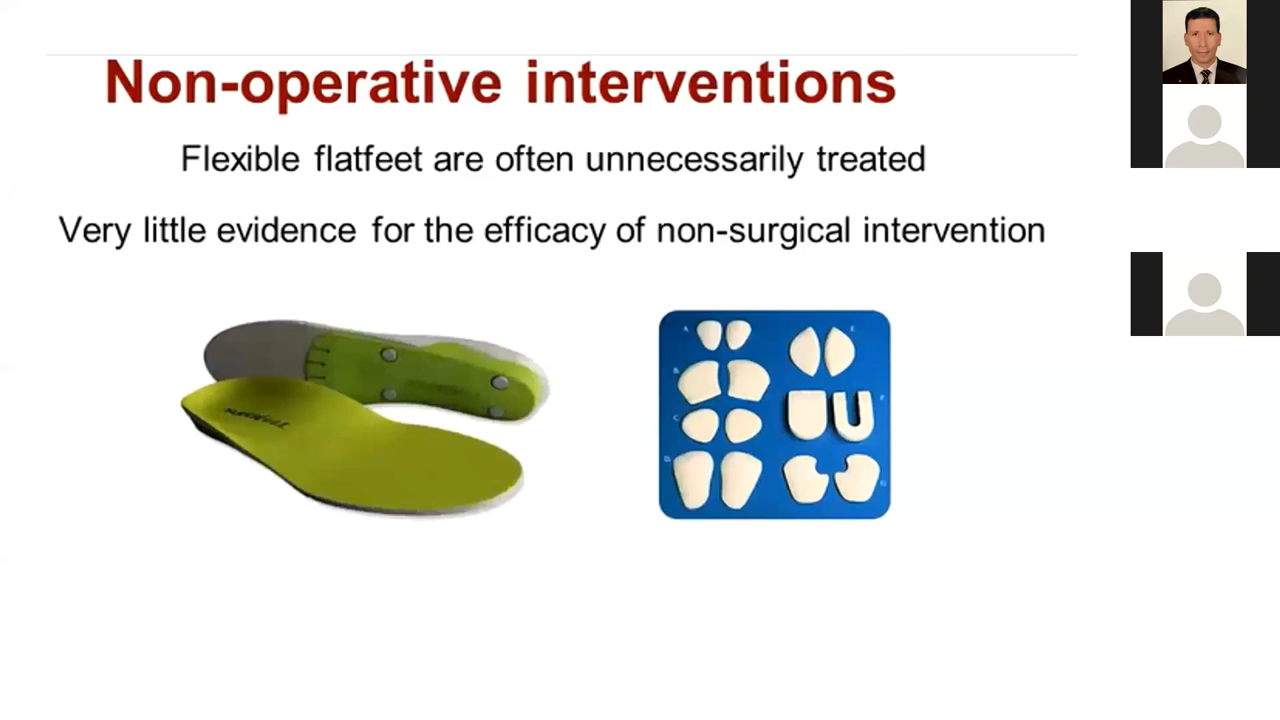 Non-operative interventions
Flexible flatfeet are often unnecessarily treated
Very little evidence for the efficacy of non-surgical intervention
superfeet
A
E
B
F
C
D
G